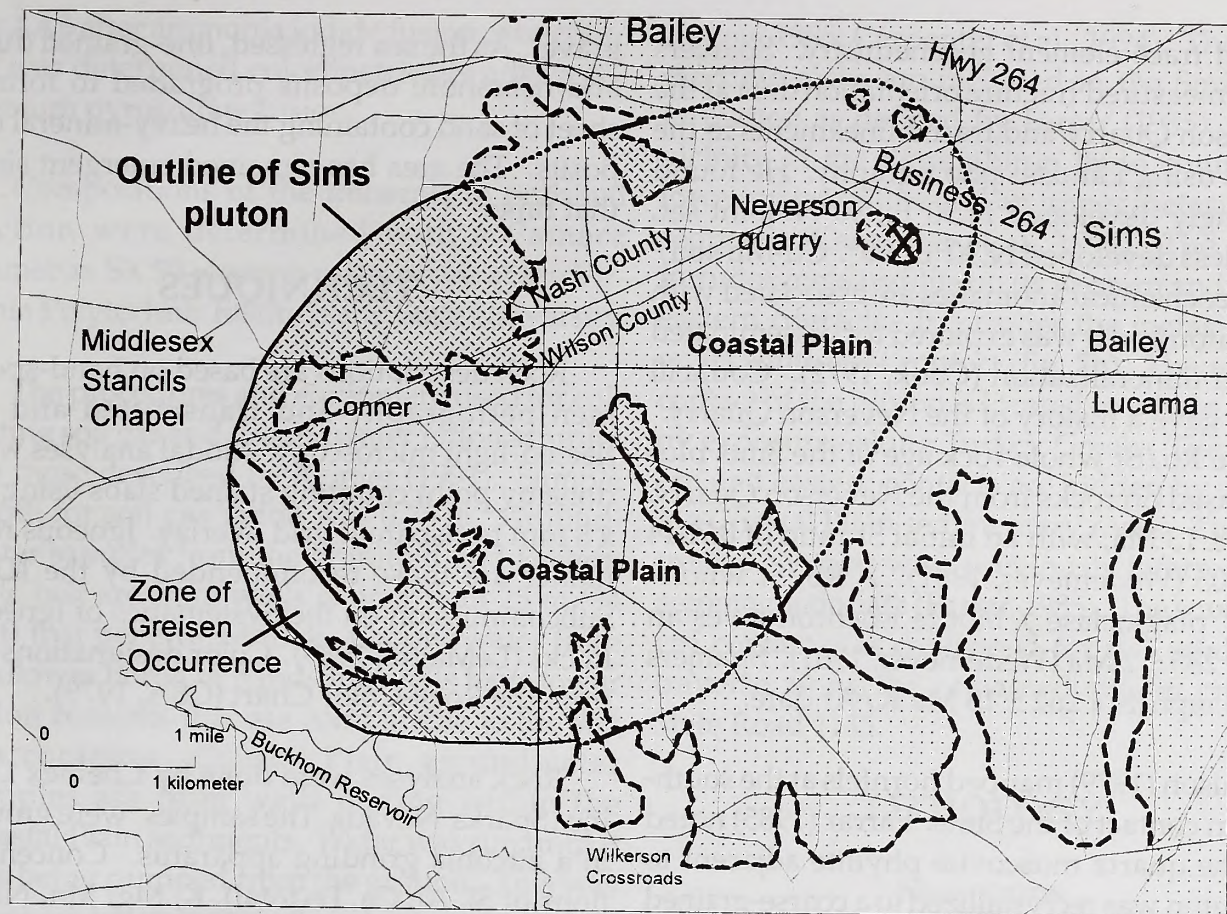 Bailey
Hwy 264
Outline of Sims
pluton
Business 264
Neverson
quarry
Sims
Nash County
Wilson County
Middlesex
Coastal Plain
Bailey
Stancils
Chapel
Conner
Lucama
Coastal Plain
Zone of
Greisen
Occurrence
0 1 mile
0 1 kilometer
Buckhorn Reservoir
Wilkerson
Crossroads